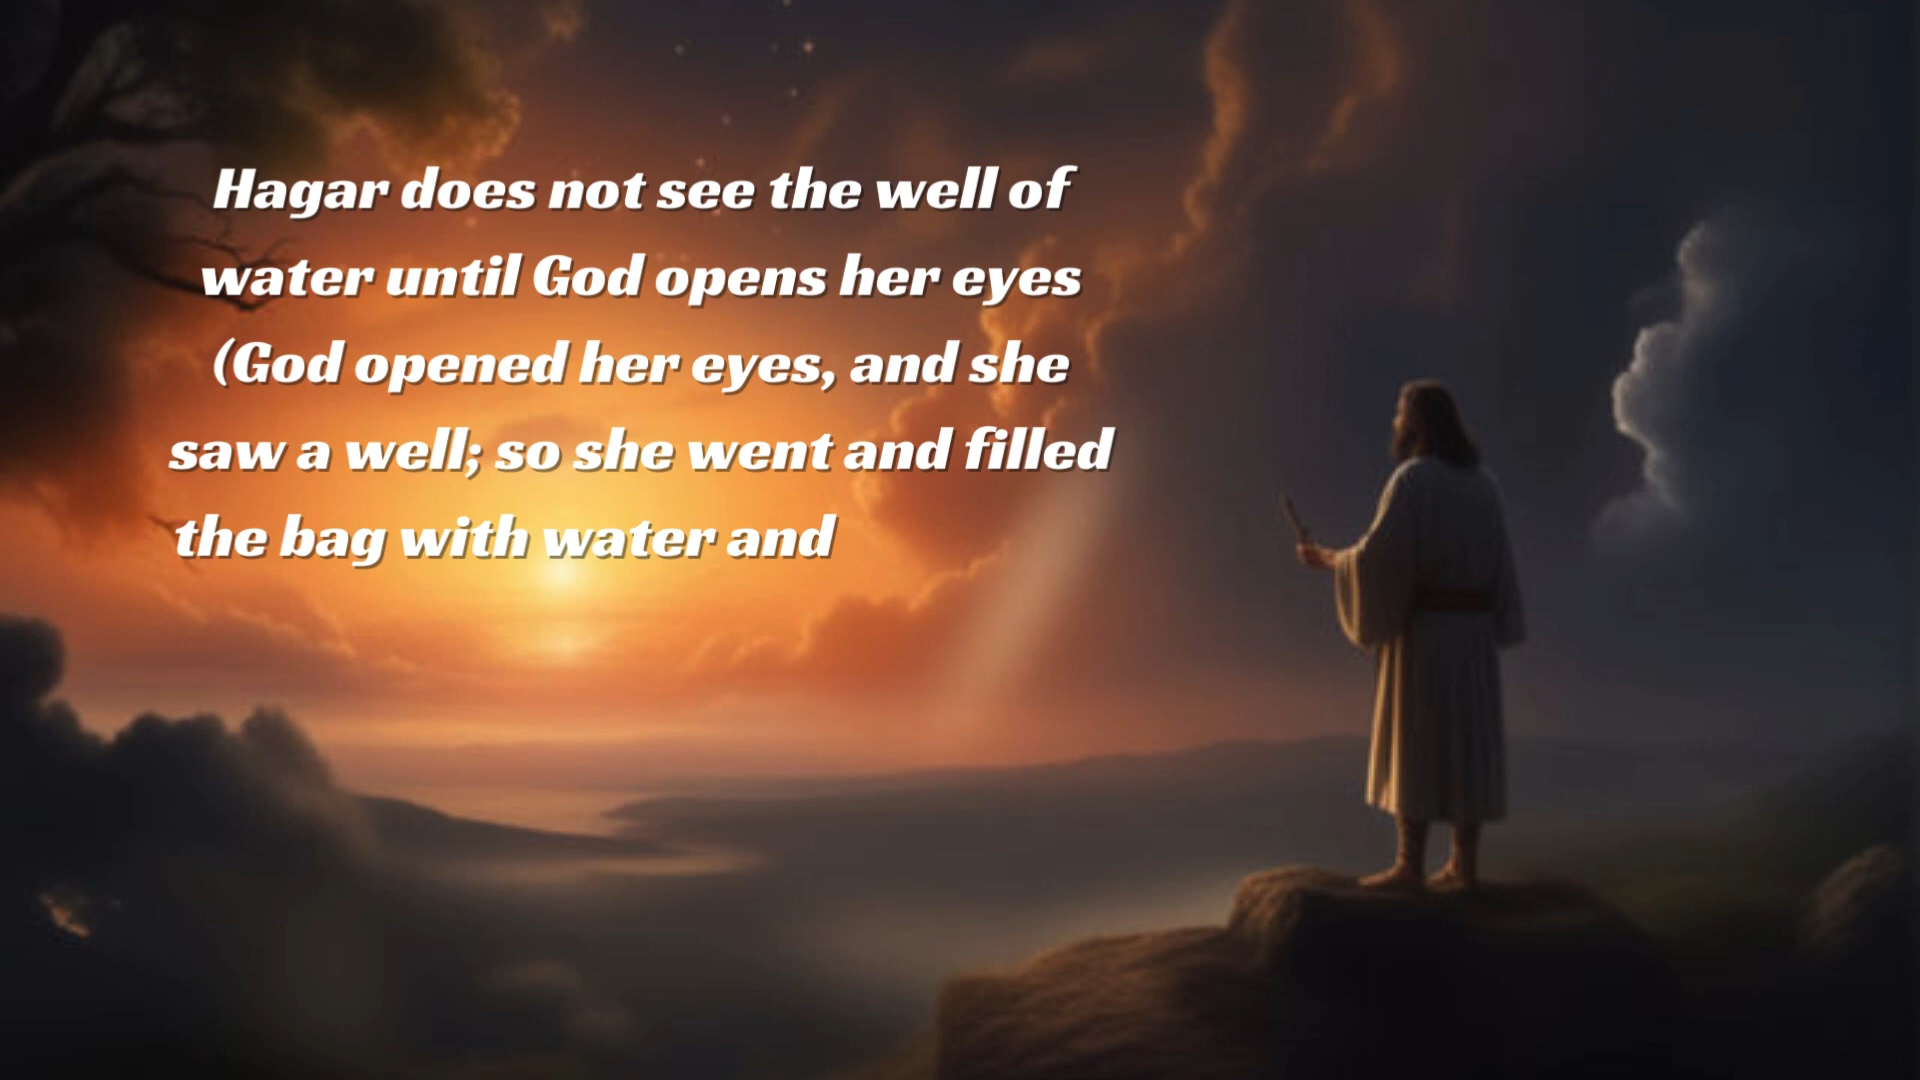 Hagar does not see the well of
water until God opens her eyes
(God opened her eyes, and she
saw a well; so she went and filled
the bag with water and